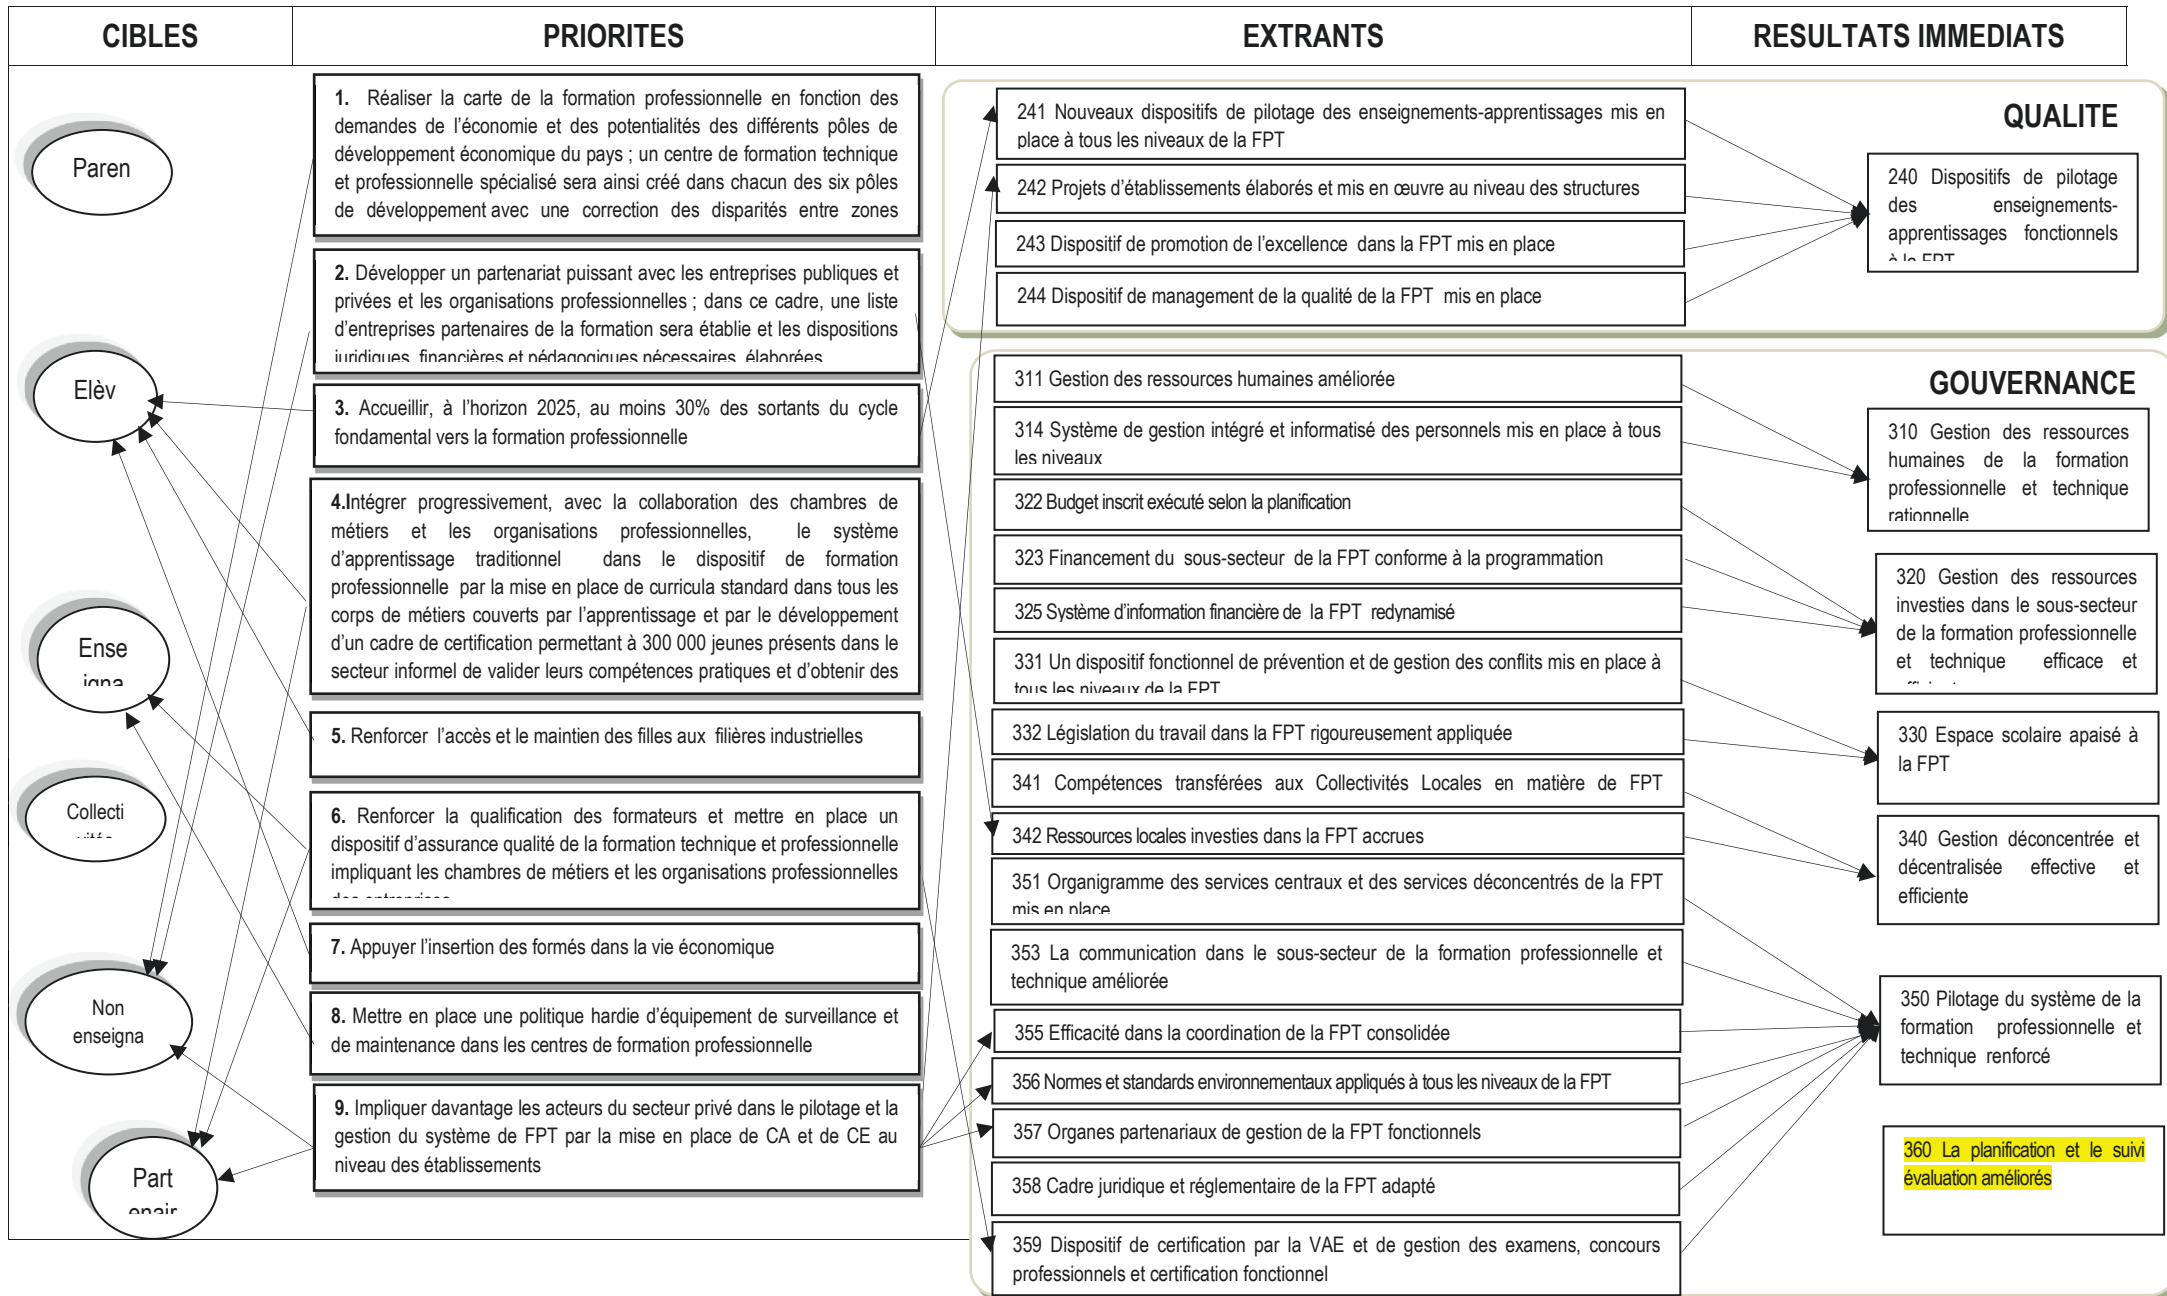 CIBLES
PRIORITES
EXTRANTS
RESULTATS IMMEDIATS
Paren
Elèv
Ense
igna
Collecti
vités
Non
enseigna
Part
enair
1. Réaliser la carte de la formation professionnelle en fonction des
demandes de l’économie et des potentialités des différents pôles de
développement économique du pays ; un centre de formation technique
et professionnelle spécialisé sera ainsi créé dans chacun des six pôles
de développement avec une correction des disparités entre zones
2. Développer un partenariat puissant avec les entreprises publiques et
privées et les organisations professionnelles ; dans ce cadre, une liste
d’entreprises partenaires de la formation sera établie et les dispositions
juridiques, financières et pédagogiques nécessaires, élaborées
3. Accueillir, à l’horizon 2025, au moins 30% des sortants du cycle
fondamental vers la formation professionnelle
4.Intégrer progressivement, avec la collaboration des chambres de
métiers et les organisations professionnelles, le système
d’apprentissage traditionnel dans le dispositif de formation
professionnelle par la mise en place de curricula standard dans tous les
corps de métiers couverts par l’apprentissage et par le développement
d’un cadre de certification permettant à 300 000 jeunes présents dans le
secteur informel de valider leurs compétences pratiques et d’obtenir des
5. Renforcer l’accès et le maintien des filles aux filières industrielles
6. Renforcer la qualification des formateurs et mettre en place un
dispositif d’assurance qualité de la formation technique et professionnelle
impliquant les chambres de métiers et les organisations professionnelles
des entreprises
7. Appuyer l’insertion des formés dans la vie économique
8. Mettre en place une politique hardie d’équipement de surveillance et
de maintenance dans les centres de formation professionnelle
9. Impliquer davantage les acteurs du secteur privé dans le pilotage et la
gestion du système de FPT par la mise en place de CA et de CE au
niveau des établissements
241 Nouveaux dispositifs de pilotage des enseignements-apprentissages mis en
place à tous les niveaux de la FPT
242 Projets d’établissements élaborés et mis en œuvre au niveau des structures
243 Dispositif de promotion de l’excellence dans la FPT mis en place
244 Dispositif de management de la qualité de la FPT mis en place
QUALITE
240 Dispositifs de pilotage
des enseignements-
apprentissages fonctionnels
à la FPT
311 Gestion des ressources humaines améliorée
314 Système de gestion intégré et informatisé des personnels mis en place à tous
les niveaux
322 Budget inscrit exécuté selon la planification
323 Financement du sous-secteur de la FPT conforme à la programmation
325 Système d’information financière de la FPT redynamisé
331 Un dispositif fonctionnel de prévention et de gestion des conflits mis en place à
tous les niveaux de la FPT
332 Législation du travail dans la FPT rigoureusement appliquée
341 Compétences transférées aux Collectivités Locales en matière de FPT
342 Ressources locales investies dans la FPT accrues
351 Organigramme des services centraux et des services déconcentrés de la FPT
mis en place
353 La communication dans le sous-secteur de la formation professionnelle et
technique améliorée
355 Efficacité dans la coordination de la FPT consolidée
356 Normes et standards environnementaux appliqués à tous les niveaux de la FPT
357 Organes partenariaux de gestion de la FPT fonctionnels
358 Cadre juridique et réglementaire de la FPT adapté
359 Dispositif de certification par la VAE et de gestion des examens, concours
professionnels et certification fonctionnel
GOUVERNANCE
310 Gestion des ressources
humaines de la formation
professionnelle et technique
rationnelle
320 Gestion des ressources
investies dans le sous-secteur
de la formation professionnelle
et technique efficace et
330 Espace scolaire apaisé à
la FPT
340 Gestion déconcentrée et
décentralisée effective et
efficiente
350 Pilotage du système de la
formation professionnelle et
technique renforcé
360 La planification et le suivi
évaluation améliorés